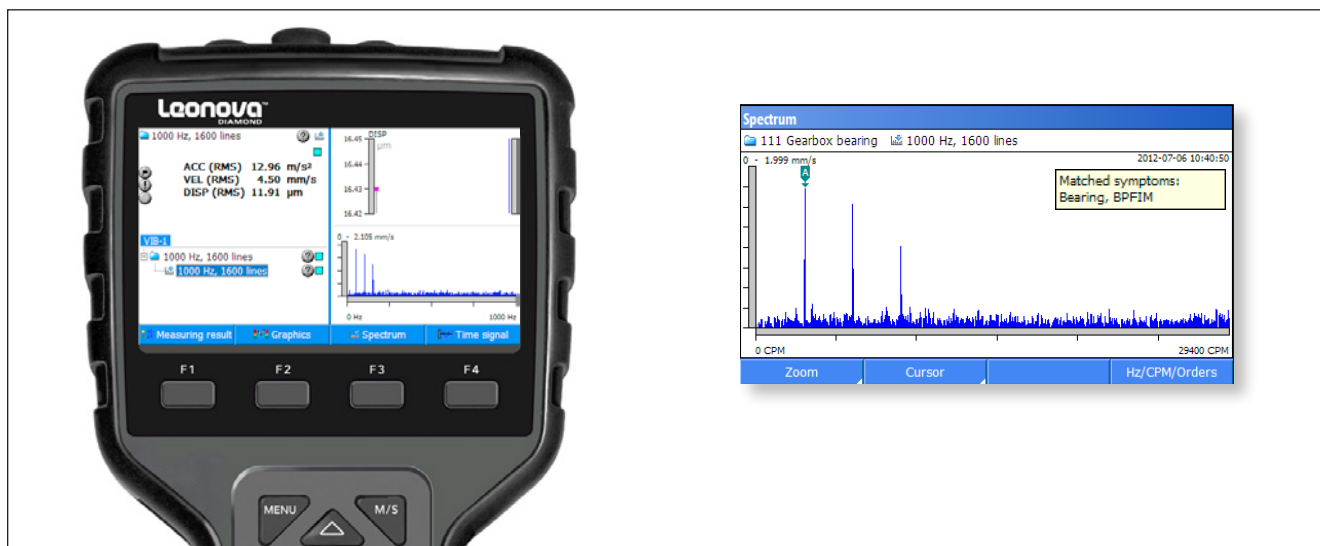 Leonova™
DIAMOND
1000 Hz, 1600 lines
ACC (RMS) 12.96 m/s²
VEL (RMS) 4.50 mm/s
DISP (RMS) 11.91 µm
VIB-1
1000 Hz, 1600 lines
1000 Hz, 1600 lines
DISP
µm
16.45
16.44
16.43
16.42
0 - 2.105 mm/s
0 Hz
1000 Hz
Measuring result
Graphics
Spectrum
Time signal
F1
F2
F3
F4
MENU
M/S
Spectrum
111 Gearbox bearing 1000 Hz, 1600 lines
0 - 1.999 mm/s
2012-07-06 10:40:50
A
Matched symptoms:
Bearing, BPFIM
0 CPM
29400 CPM
Zoom
Cursor
Hz/CPM/Orders